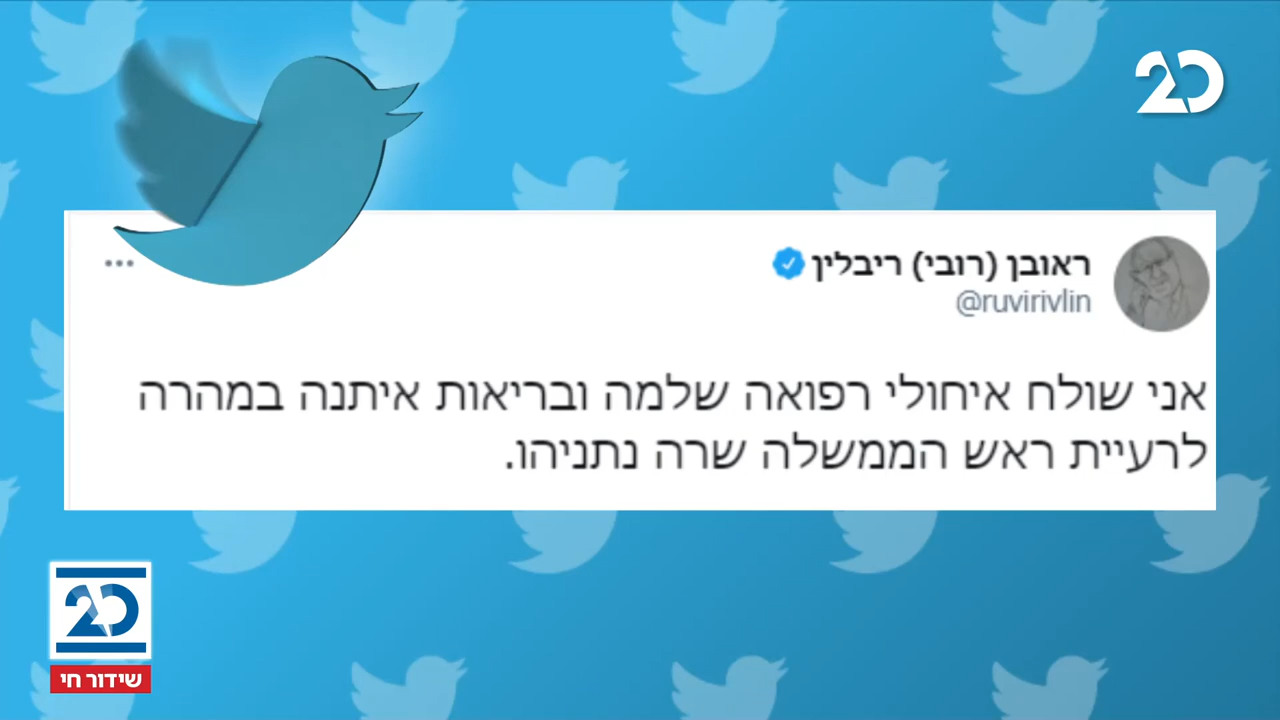 20
ראובן (רובי) ריבלין
@ruvirivlin
אני שולח איחולי רפואה שלמה ובריאות איתנה במהרה
לרעיית ראש הממשלה שרה נתניהו.
20
שידור חי